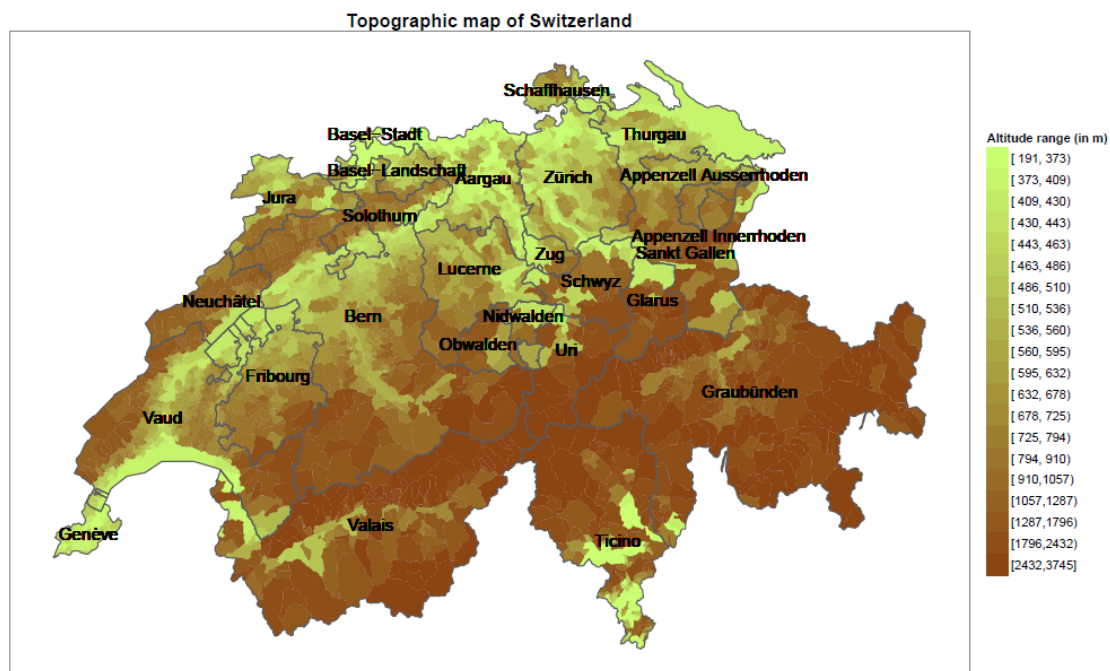 Topographic map of Switzerland
Schaffhausen
Basel−Stadt
Thurgau
Basel−Landschaft
Aargau
Zürich
Appenzell Ausserrhoden
Jura
Solothurn
Appenzell Innerrhoden
Zug
Sankt Gallen
Lucerne
Schwyz
Neuchâtel
Glarus
Bern
Nidwalden
Obwalden
Uri
Fribourg
Graubünden
Vaud
Valais
Genève
Ticino
Altitude range (in m)
[ 191, 373)
[ 373, 409)
[ 409, 430)
[ 430, 443)
[ 443, 463)
[ 463, 486)
[ 486, 510)
[ 510, 536)
[ 536, 560)
[ 560, 595)
[ 595, 632)
[ 632, 678)
[ 678, 725)
[ 725, 794)
[ 794, 910)
[ 910,1057)
[1057,1287)
[1287,1796)
[1796,2432)
[2432,3745]